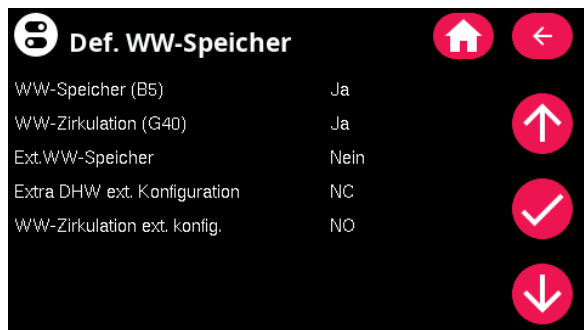 Def. WW-Speicher
WW-Speicher (B5) Ja
WW-Zirkulation (G40) Ja
Ext.WW-Speicher Nein
Extra DHW ext. Konfiguration NC
WW-Zirkulation ext. konfig. NO